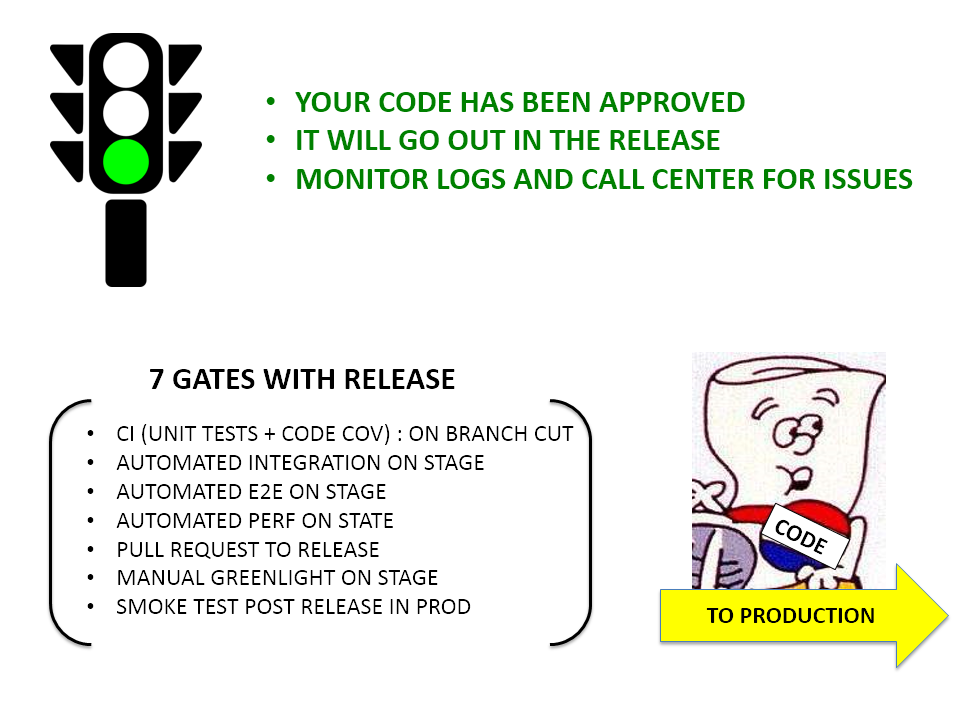 • YOUR CODE HAS BEEN APPROVED
• IT WILL GO OUT IN THE RELEASE
• MONITOR LOGS AND CALL CENTER FOR ISSUES
7 GATES WITH RELEASE
• CI (UNIT TESTS + CODE COV) : ON BRANCH CUT
• AUTOMATED INTEGRATION ON STAGE
• AUTOMATED E2E ON STAGE
• AUTOMATED PERF ON STATE
• PULL REQUEST TO RELEASE
• MANUAL GREENLIGHT ON STAGE
• SMOKE TEST POST RELEASE IN PROD
CODE
TO PRODUCTION